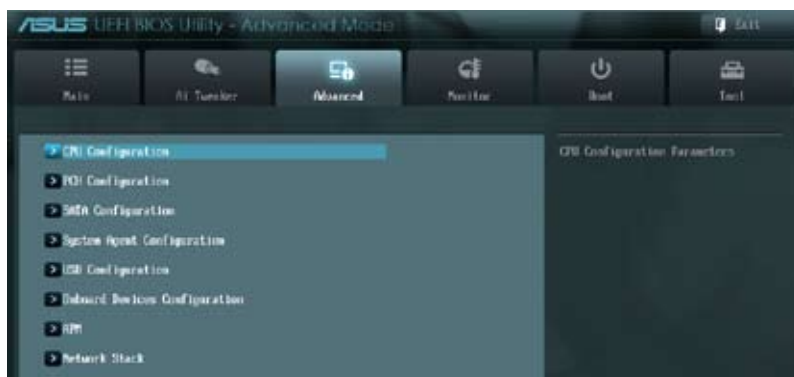 ASUS UEFI BIOS Utility - Advanced Mode
Exit
Main
Ai Tweaker
Advanced
Monitor
Boot
Tool
> CPU Configuration
CPU Configuration Parameters
> PCH Configuration
> SATA Configuration
> System Agent Configuration
> USB Configuration
> Onboard Devices Configuration
> APM
> Network Stack